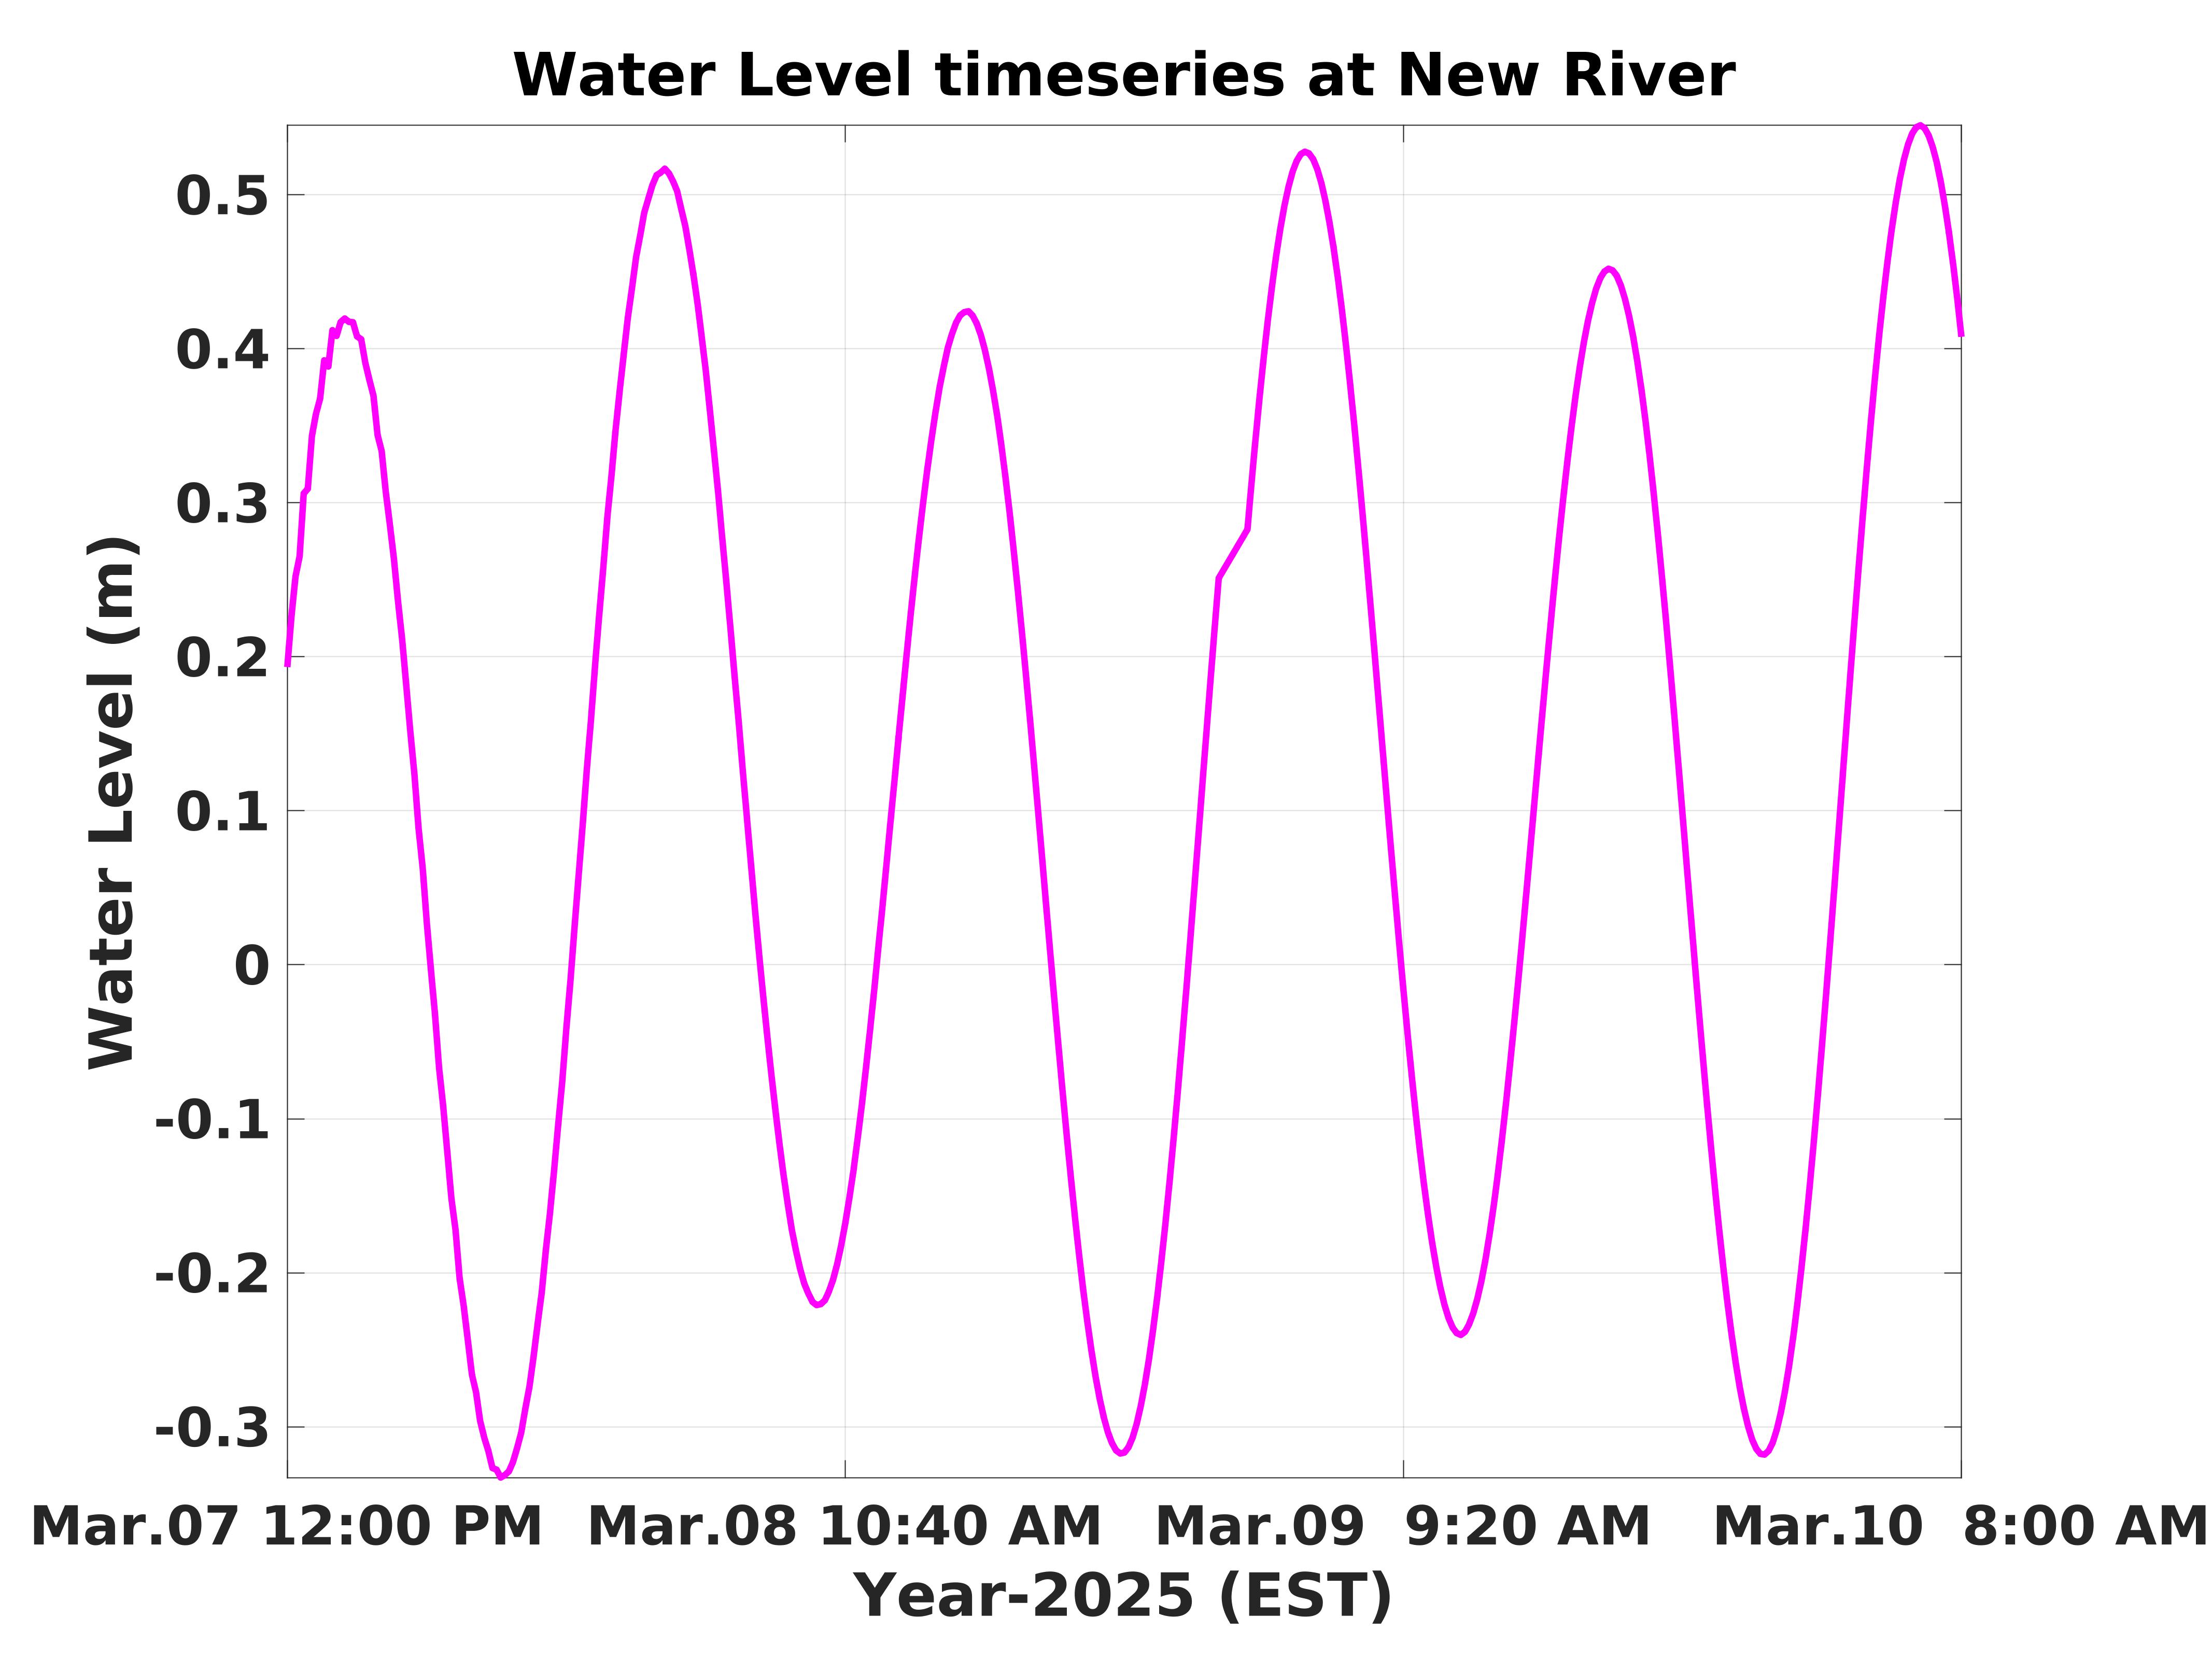 Water Level timeseries at New River
Water Level (m)
0.5
0.4
0.3
0.2
0.1
0
-0.1
-0.2
-0.3
Mar.07 12:00 PM Mar.08 10:40 AM Mar.09 9:20 AM Mar.10 8:00 AM
Year-2025 (EST)